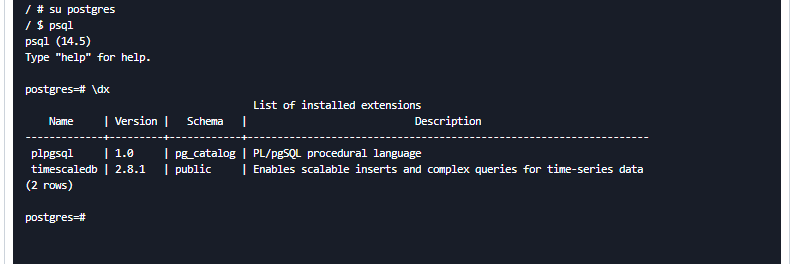 / # su postgres
/ $ psql
psql (14.5)
Type "help" for help.

postgres=# \dx
                                      List of installed extensions
    Name     | Version |   Schema   |                            Description
-------------+---------+------------+-------------------------------------------------------------------
 plpgsql     | 1.0     | pg_catalog | PL/pgSQL procedural language
 timescaledb | 2.8.1   | public     | Enables scalable inserts and complex queries for time-series data
(2 rows)

postgres=#